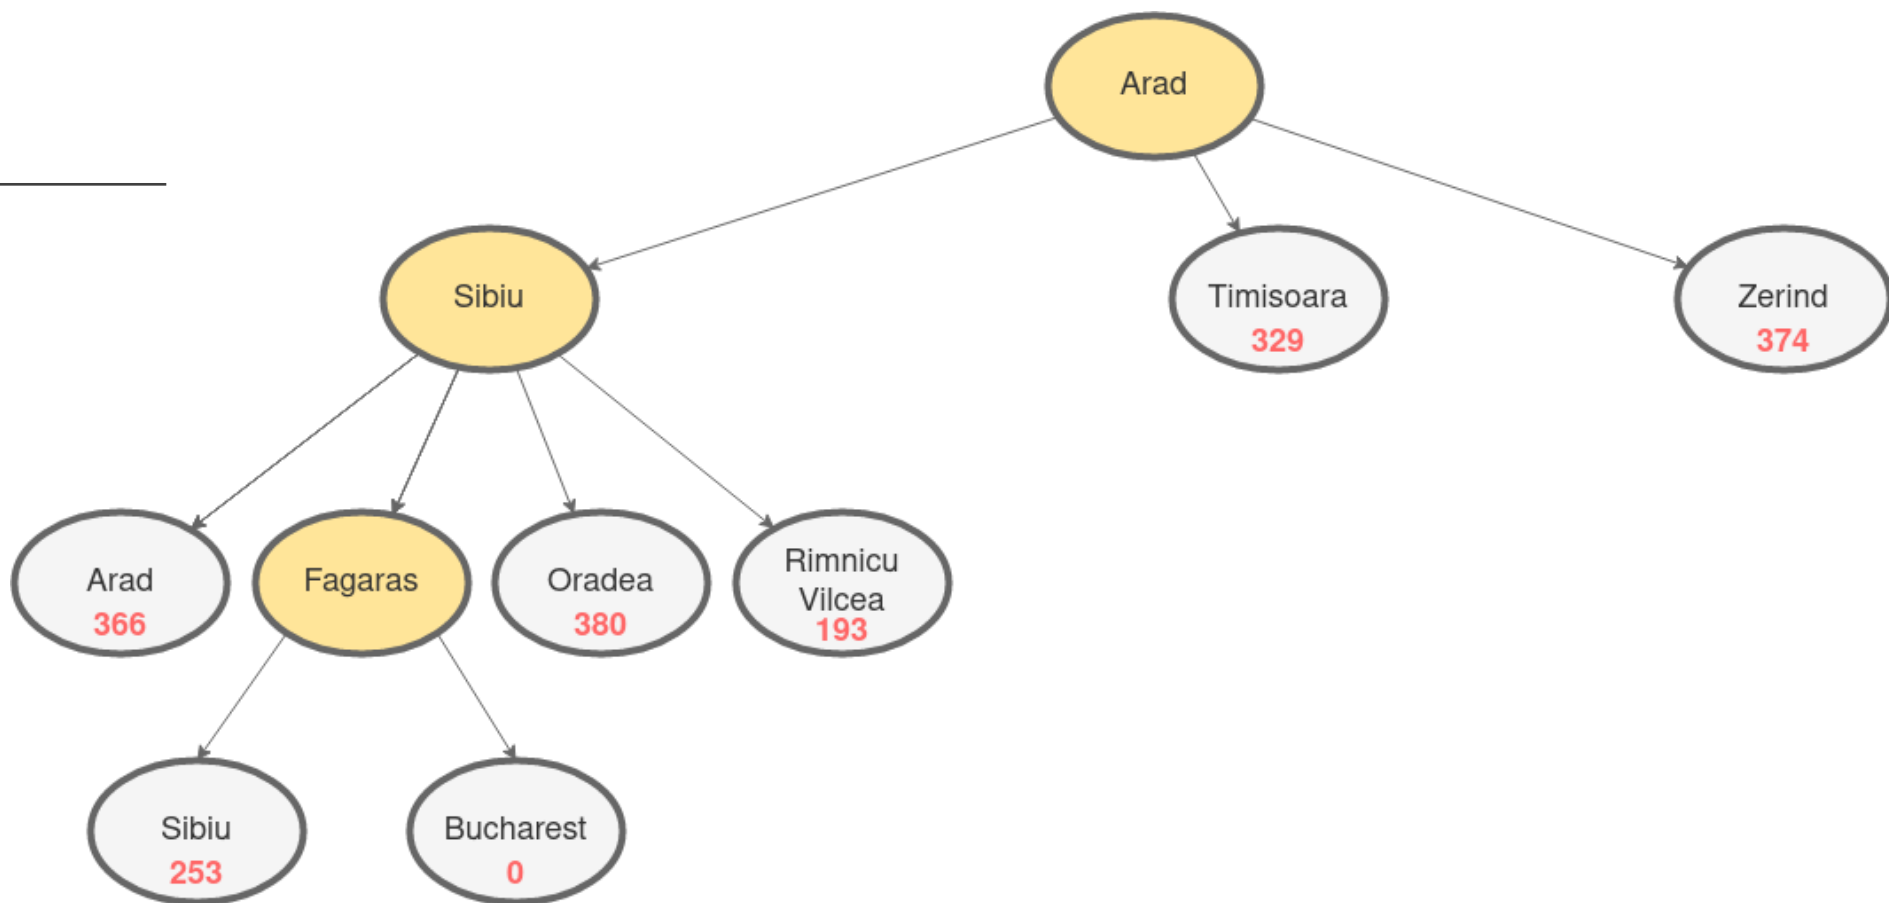 Arad
Sibiu
Timisoara
329
Zerind
374
Arad
366
Fagaras
Oradea
380
Rimnicu
Vilcea
193
Sibiu
253
Bucharest
0